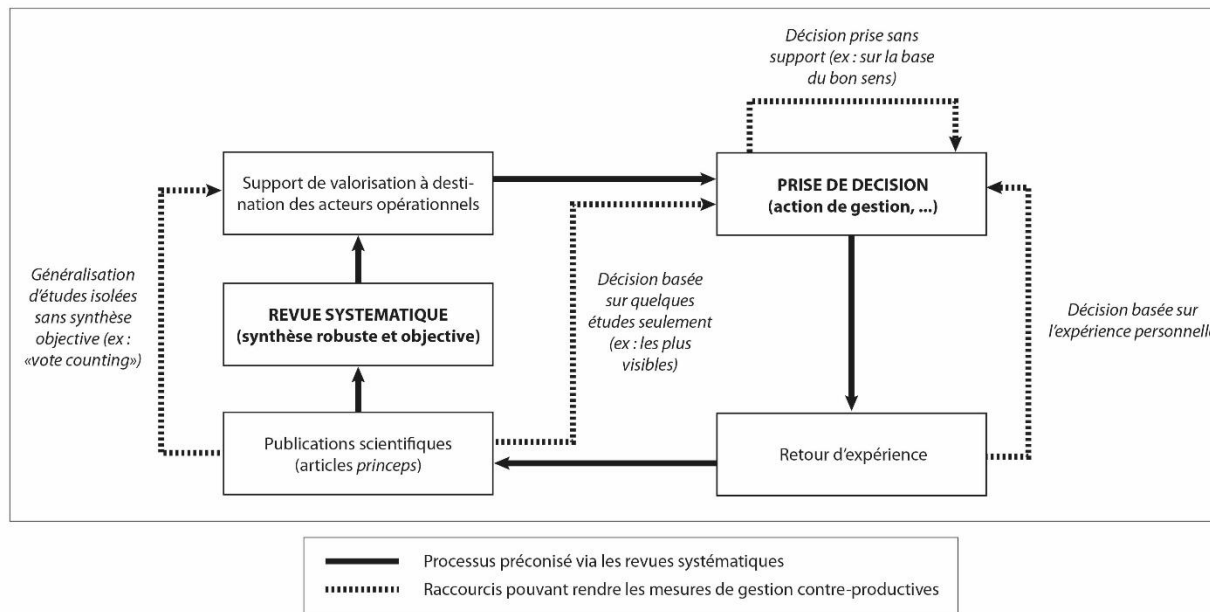 Décision prise sans
support (ex : sur la base
du bon sens)
Support de valorisation à desti-
nation des acteurs opérationnels
PRISE DE DECISION
(action de gestion, ...)
Généralisation
d'études isolées
sans synthèse
objective (ex :
«vote counting»)
REVUE SYSTEMATIQUE
(synthèse robuste et objective)
Décision basée
sur quelques
études seulement
(ex : les plus
visibles)
Décision basée sur
l'expérience personnelle
Publications scientifiques
(articles princeps)
Retour d'expérience
Processus préconisé via les revues systématiques
Raccourcis pouvant rendre les mesures de gestion contre-productives